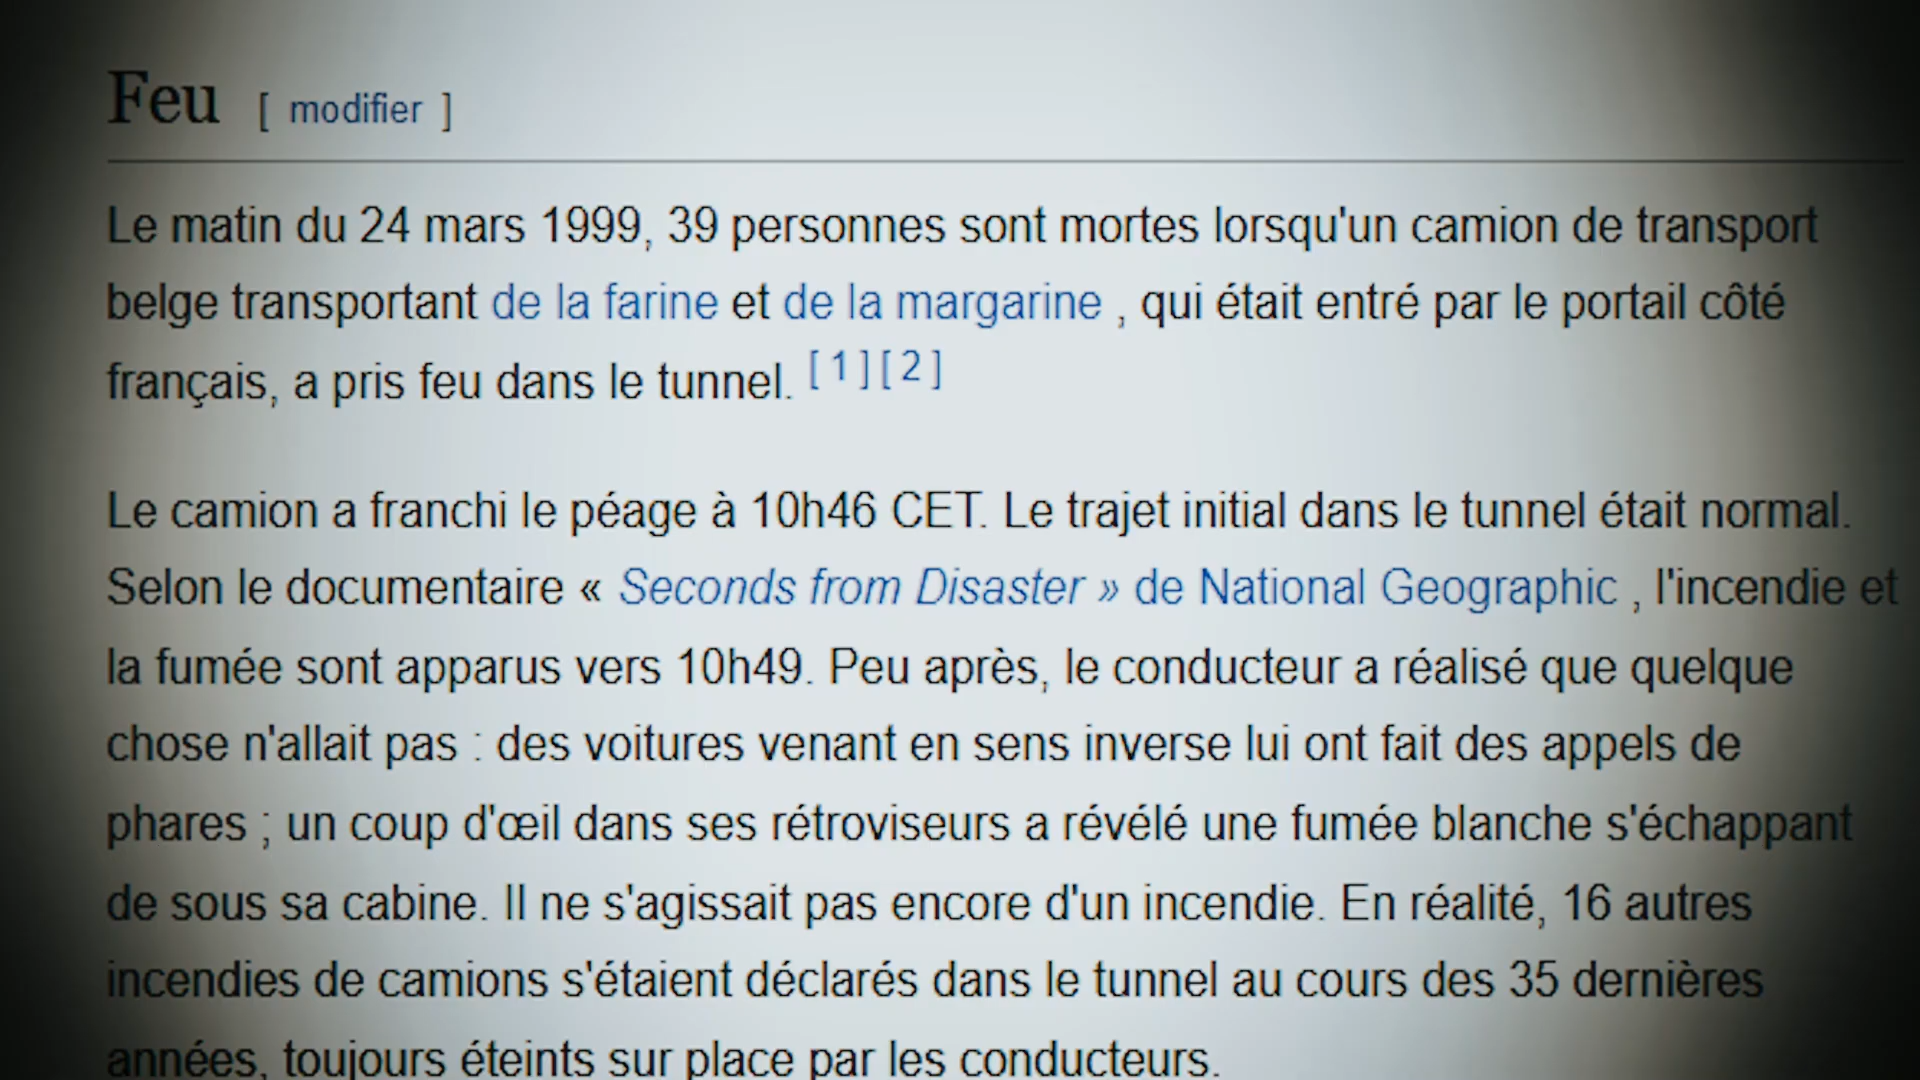 Feu [ modifier ]
Le matin du 24 mars 1999, 39 personnes sont mortes lorsqu'un camion de transport
belge transportant de la farine et de la margarine , qui était entré par le portail côté
français, a pris feu dans le tunnel. [ 1 ] [ 2 ]
Le camion a franchi le péage à 10h46 CET. Le trajet initial dans le tunnel était normal.
Selon le documentaire « Seconds from Disaster » de National Geographic , l'incendie et
la fumée sont apparus vers 10h49. Peu après, le conducteur a réalisé que quelque
chose n'allait pas : des voitures venant en sens inverse lui ont fait des appels de
phares ; un coup d'œil dans ses rétroviseurs a révélé une fumée blanche s'échappant
de sous sa cabine. Il ne s'agissait pas encore d'un incendie. En réalité, 16 autres
incendies de camions s'étaient déclarés dans le tunnel au cours des 35 dernières
années, toujours éteints sur place par les conducteurs.